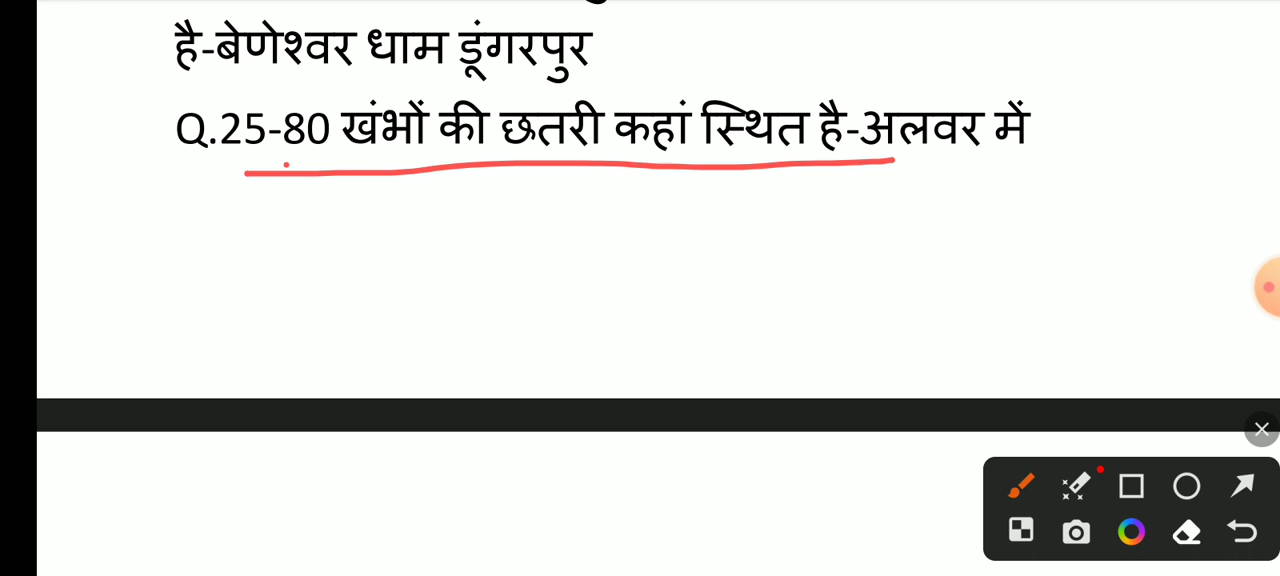 है-बेणेश्वर धाम डूंगरपुर
Q.25-80 खंभों की छतरी कहां स्थित है-अलवर में